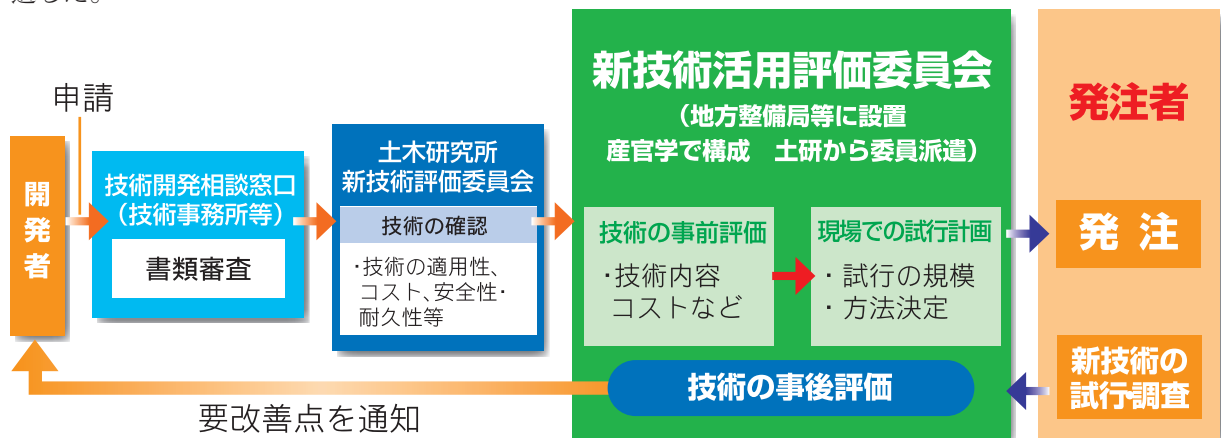 申請
開発者
技術開発相談窓口
（技術事務所等）
書類審査
土木研究所
新技術評価委員会
技術の確認
・技術の適用性、
コスト、安全性・
耐久性等
新技術活用評価委員会
（地方整備局等に設置
産官学で構成　土研から委員派遣）
技術の事前評価
・技術内容
コストなど
現場での試行計画
・試行の規模
・方法決定
技術の事後評価
発注者
発注
新技術の
試行・調査
要改善点を通知